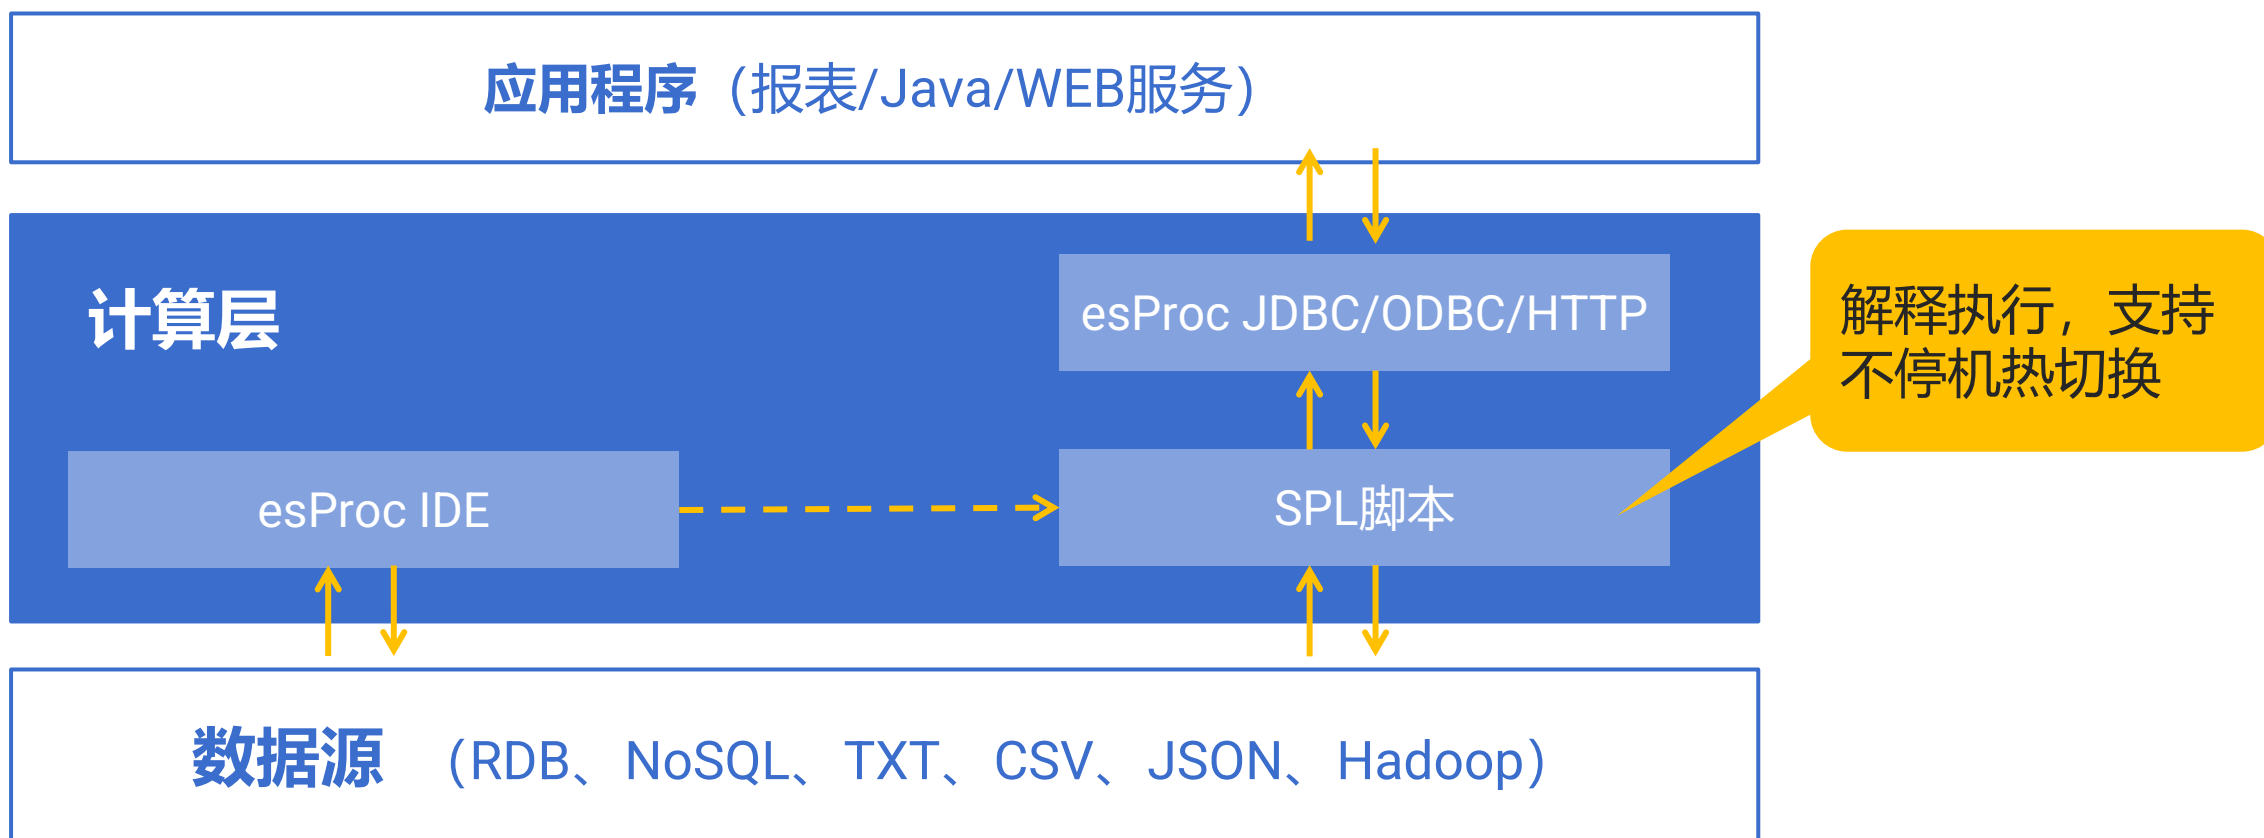 应用程序（报表/Java/WEB服务）
计算层
esProc JDBC/ODBC/HTTP
解释执行，支持
不停机热切换
esProc IDE
SPL脚本
数据源 （RDB、NoSQL、TXT、CSV、JSON、Hadoop）